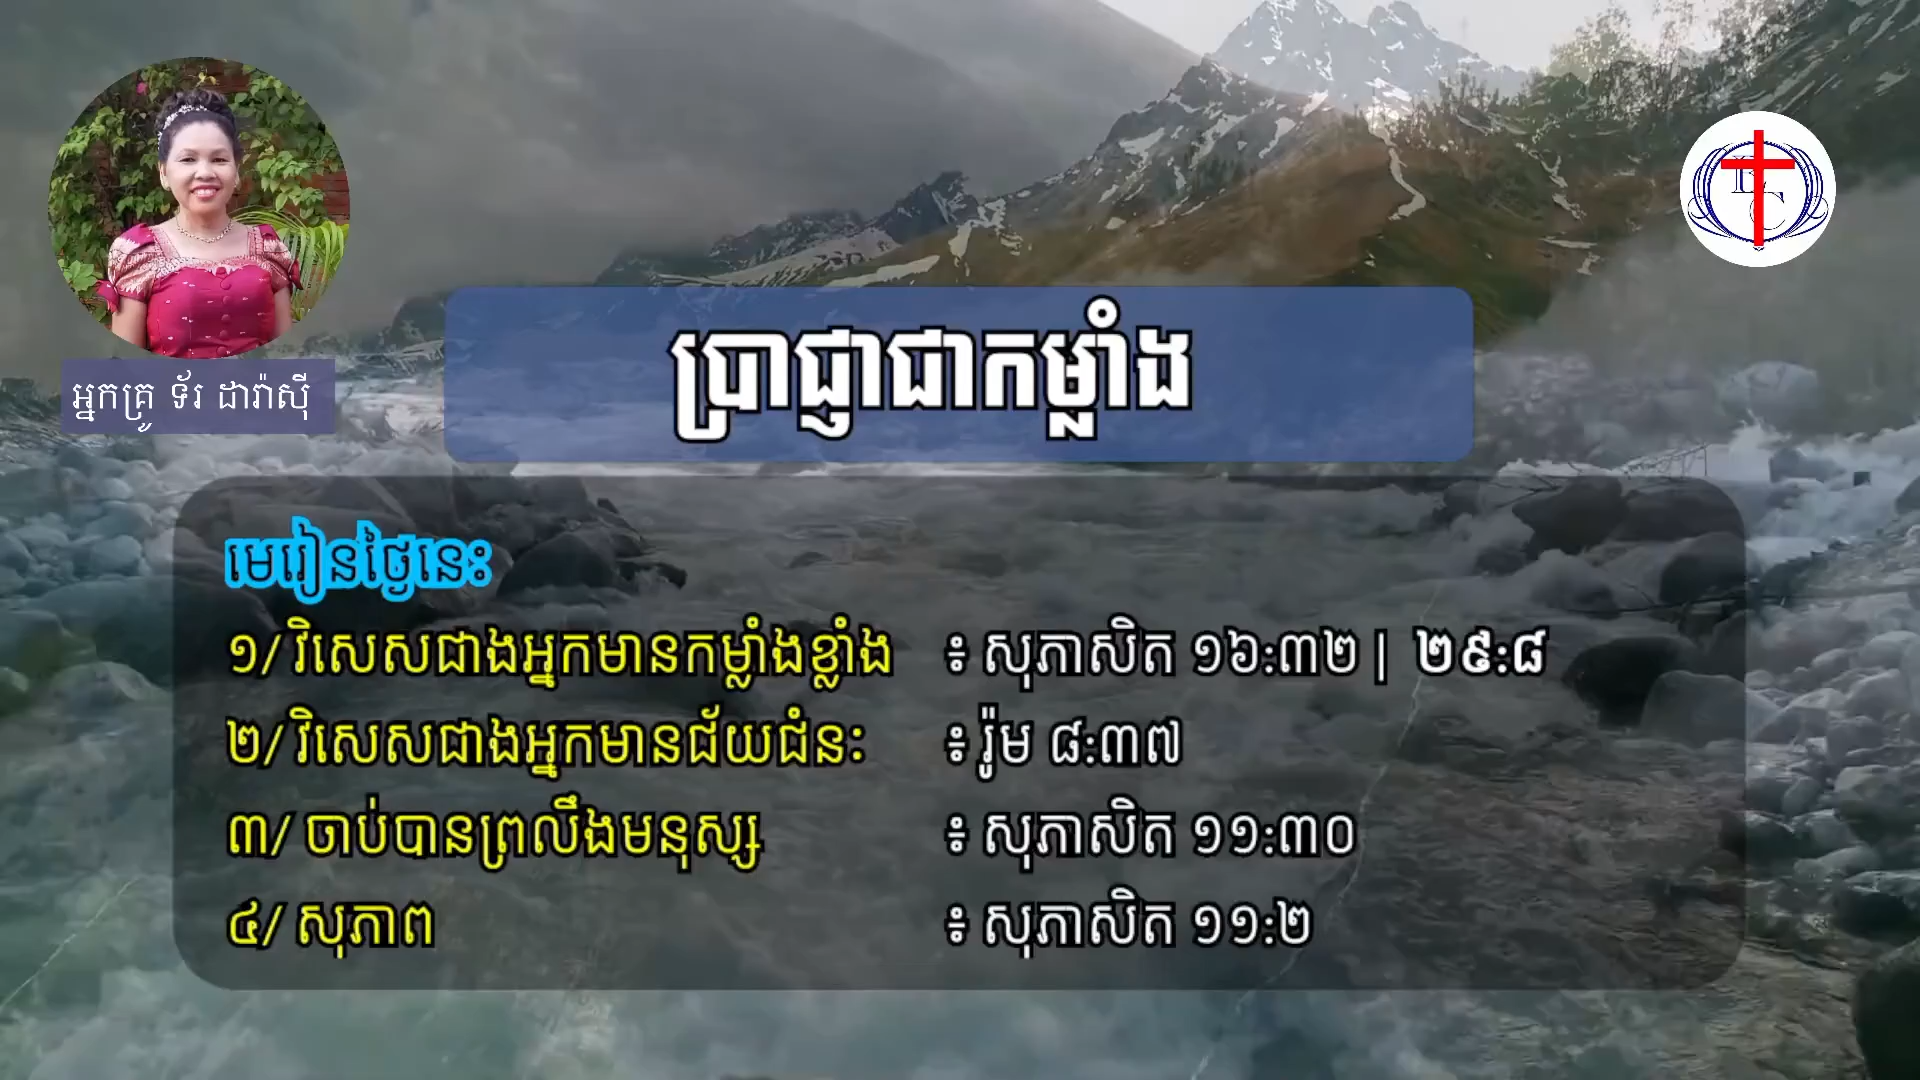 អ្នកគ្រូ ទ័រ ដារ៉ាស៊ី
ប្រាជ្ញាជាកម្លាំង
មេរៀនថ្ងៃនេះ
១/ វិសេសជាងអ្នកមានកម្លាំងខ្លាំង ៖ សុភាសិត ១៦:៣២ | ២៩:៨
២/ វិសេសជាងអ្នកមានជ័យជំនះ ៖ រ៉ូម ៨:៣៧
៣/ ចាប់បានព្រលឹងមនុស្ស ៖ សុភាសិត ១១:៣០
៤/ សុភាព ៖ សុភាសិត ១១:២